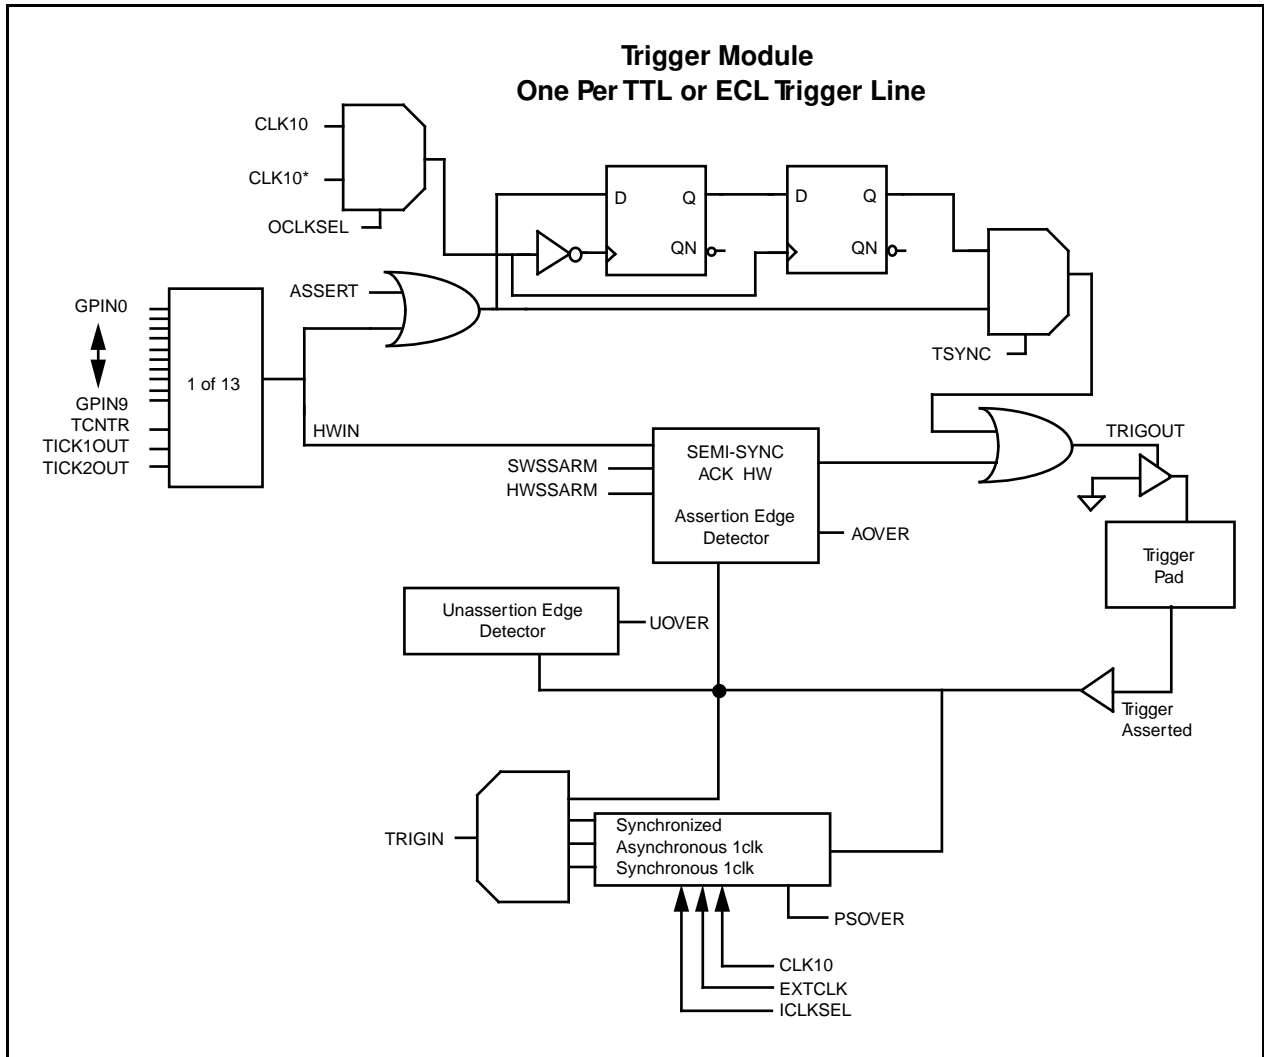 Trigger Module
One Per TTL or ECL Trigger Line
CLK10
CLK10*
OCLKSEL
D
Q
QN
D
Q
QN
ASSERT
TSYNC
GPIN0
GPIN9
TCNTR
TICK1OUT
TICK2OUT
1 of 13
HWIN
SWSSARM
HWSSARM
SEMI-SYNC
ACK HW
Assertion Edge
Detector
AOVER
TRIGOUT
Trigger
Pad
Unassertion Edge
Detector
UOVER
Trigger
Asserted
TRIGIN
Synchronized
Asynchronous 1clk
Synchronous 1clk
PSOVER
CLK10
EXTCLK
ICLKSEL